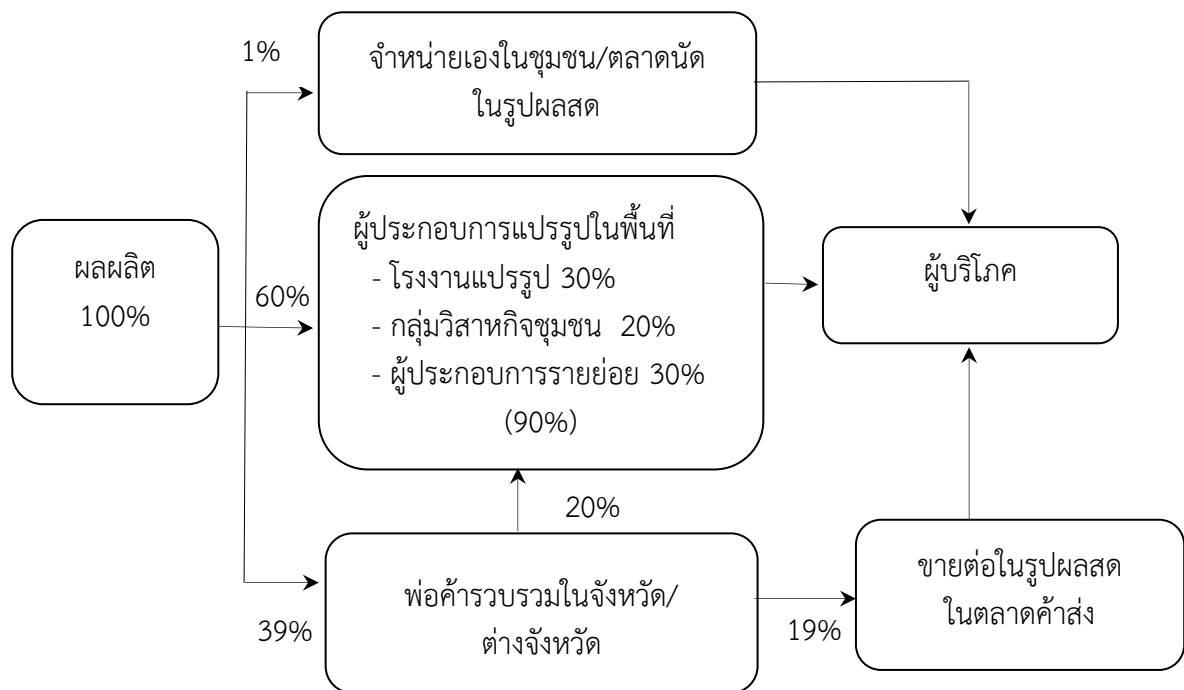 1%
จำหน่ายเองในชุมชน/ตลาดนัด
ในรูปผลสด
ผลผลิต
100%
60%
ผู้ประกอบการแปรรูปในพื้นที่
- โรงงานแปรรูป 30%
- กลุ่มวิสาหกิจชุมชน 20%
- ผู้ประกอบการรายย่อย 30%
(90%)
ผู้บริโภค
20%
39%
พ่อค้ารวบรวมในจังหวัด/
ต่างจังหวัด
19%
ขายต่อในรูปผลสด
ในตลาดค้าส่ง